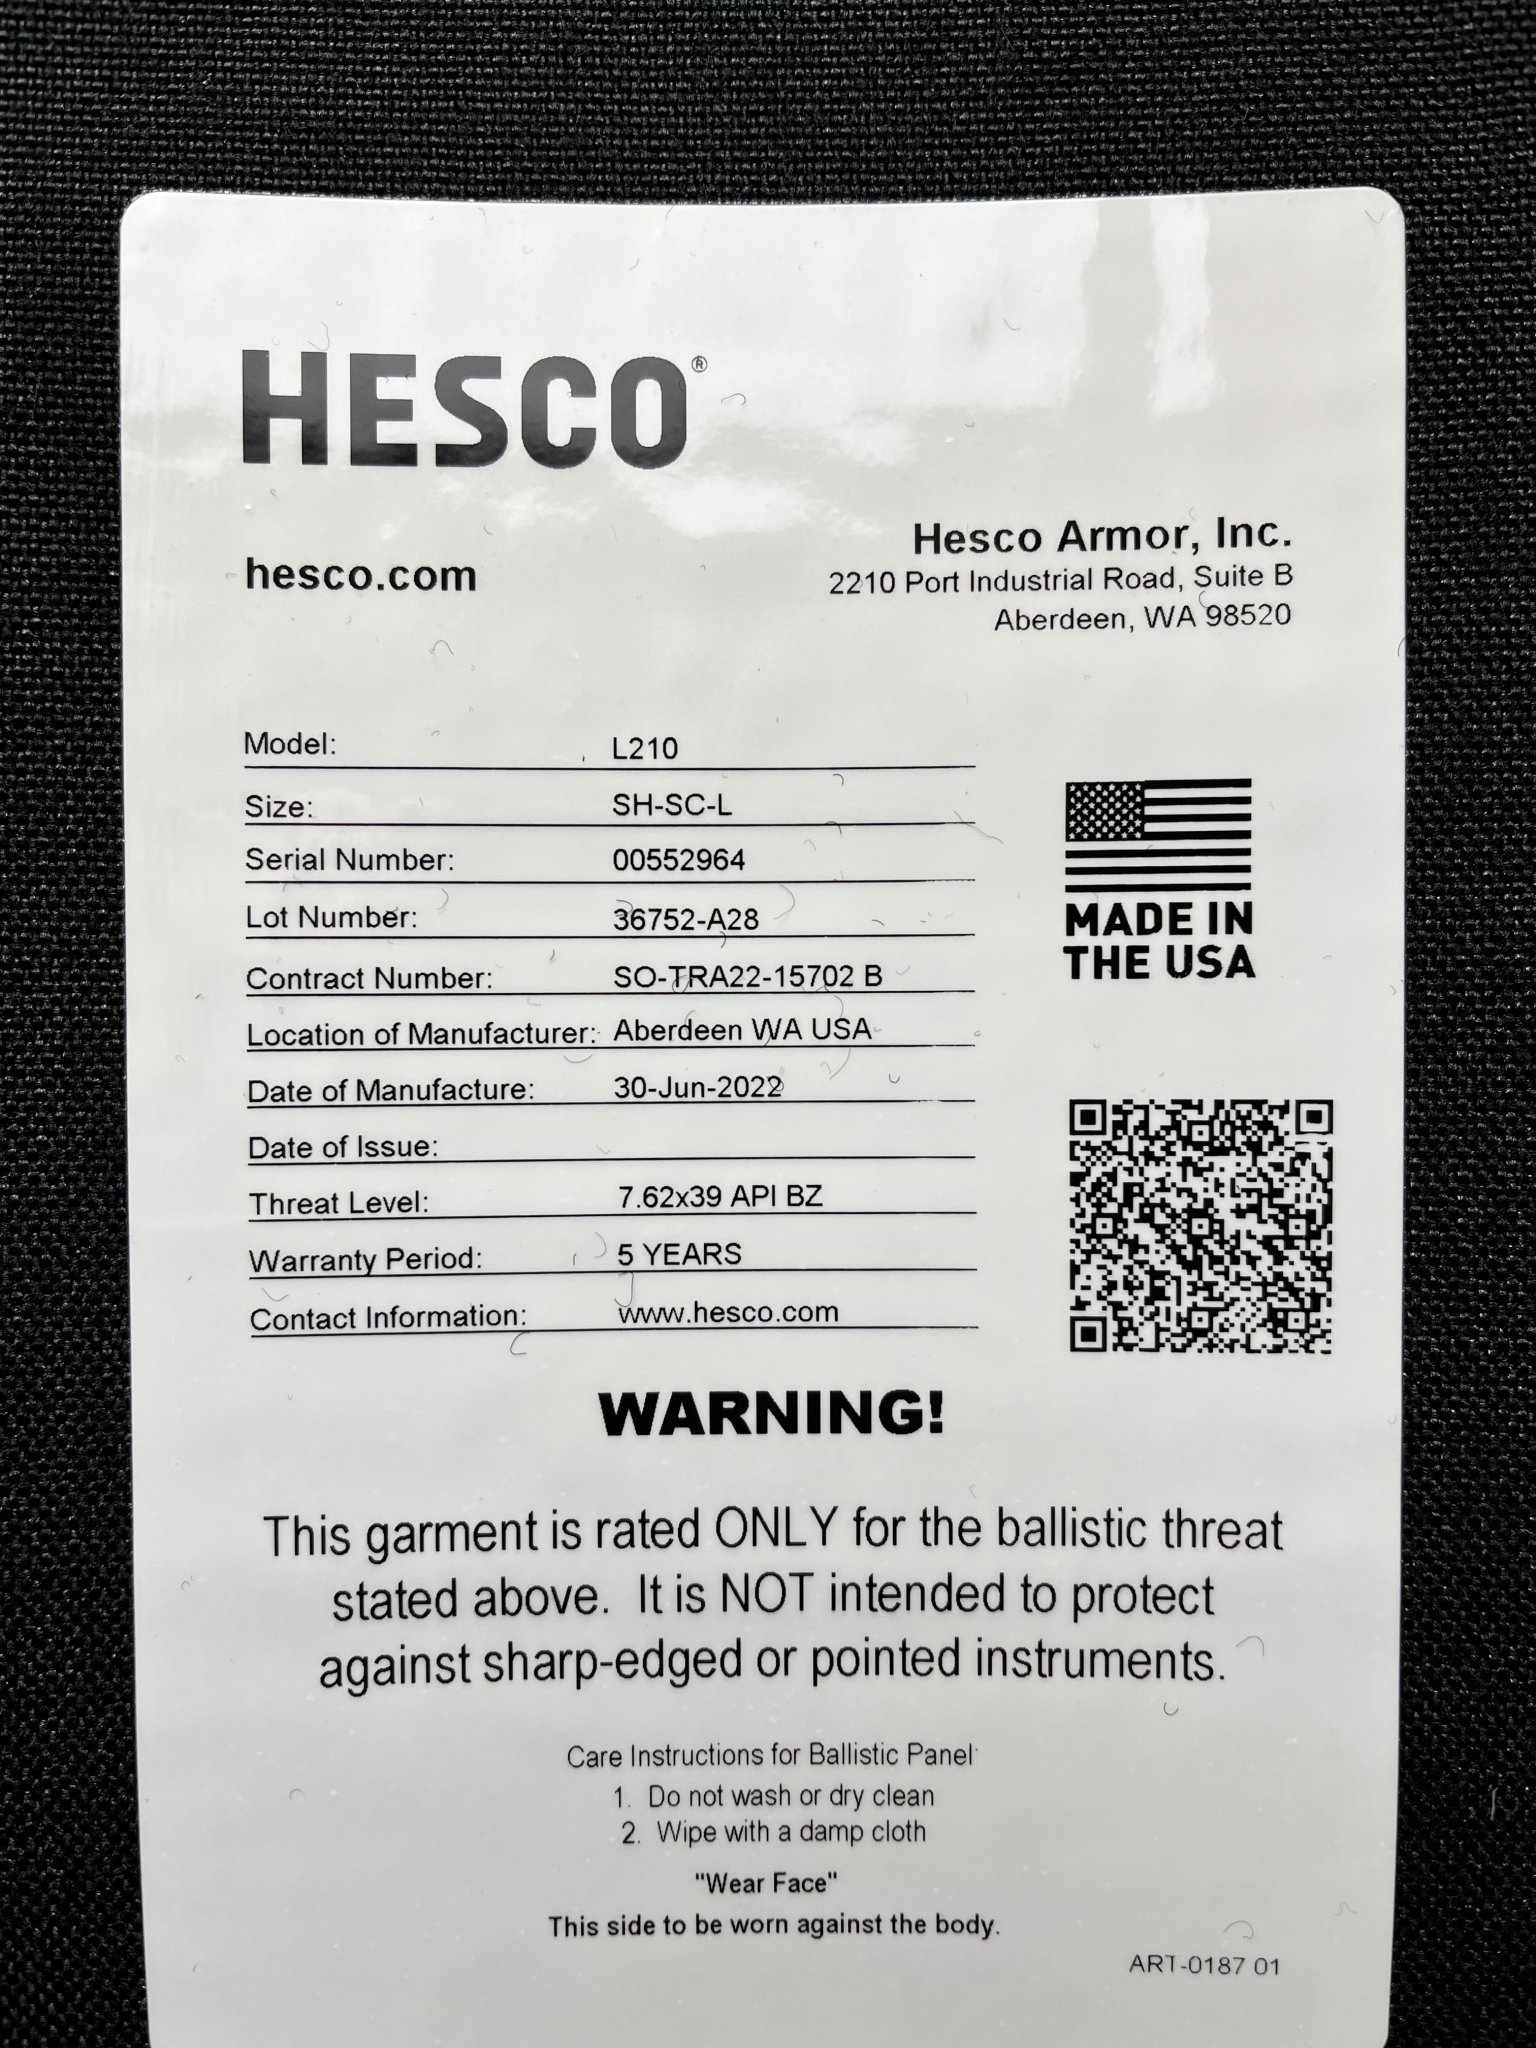 HESCO®
hesco.com
Hesco Armor, Inc.
2210 Port Industrial Road, Suite B
Aberdeen, WA 98520
Model: L210
Size: SH-SC-L
Serial Number: 00552964
Lot Number: 36752-A28
Contract Number: SO-TRA22-15702 B
Location of Manufacturer: Aberdeen WA USA
Date of Manufacture: 30-Jun-2022
Date of Issue:
Threat Level: 7.62x39 API BZ
Warranty Period: 5 YEARS
Contact Information: www.hesco.com
MADE IN
THE USA
WARNING!
This garment is rated ONLY for the ballistic threat
stated above. It is NOT intended to protect
against sharp-edged or pointed instruments.
Care Instructions for Ballistic Panel
1. Do not wash or dry clean
2. Wipe with a damp cloth
"Wear Face"
This side to be worn against the body.
ART-0187 01